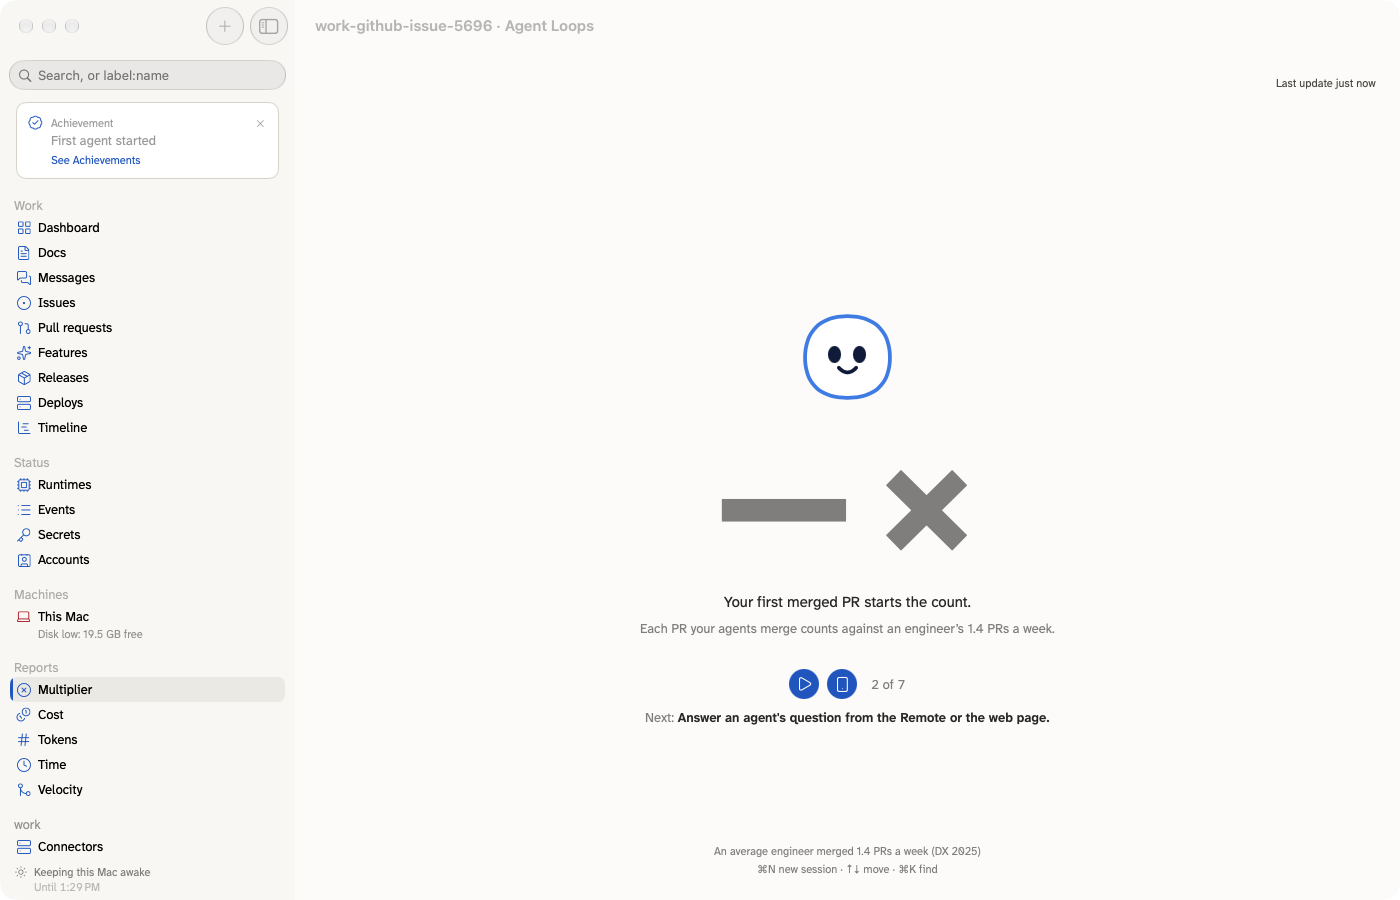 work-github-issue-5696 · Agent Loops
Search, or label:name
Last update just now
Achievement
First agent started
See Achievements
Work
Dashboard
Docs
Messages
Issues
Pull requests
Features
Releases
Deploys
Timeline
Status
Runtimes
Events
Secrets
Accounts
Machines
This Mac
Disk low: 19.5 GB free
Reports
Multiplier
Cost
Tokens
Time
Velocity
work
Connectors
Keeping this Mac awake
Until 1:29 PM
— ×
Your first merged PR starts the count.
Each PR your agents merge counts against an engineer’s 1.4 PRs a week.
2 of 7
Next: Answer an agent's question from the Remote or the web page.
An average engineer merged 1.4 PRs a week (DX 2025)
⌘N new session · ↑↓ move · ⌘K find